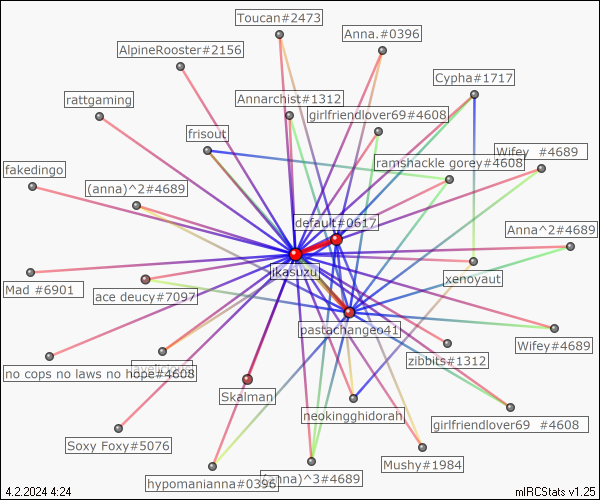 Toucan#2473
Anna.#0396
AlpineRooster#2156
Cypha#1717
rattgaming
Annarchist#1312
girlfriendlover69#4608
frisout
Wifey  #4689
ramshackle gorey#4608
fakedingo
(anna)^2#4689
default#0617
Anna^2#4689
ikasuzu
xenoyaut
Mad #6901
ace deucy#7097
pastachangeo41
Wifey#4689
zibbits#1312
no cops no laws no hope#4608
Skalman
neokingghidorah
girlfriendlover69  #4608
Soxy Foxy#5076
Mushy#1984
hypomanianna#0396
(anna)^3#4689
4.2.2024 4:24
mIRCStats v1.25